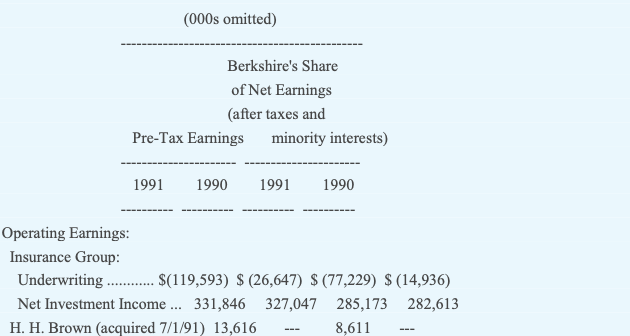 (000s omitted)
----------------------------------------------
Berkshire's Share
of Net Earnings
(after taxes and
Pre-Tax Earnings minority interests)
---------------------- ----------------------
1991 1990 1991 1990
---------- ---------- ---------- ----------
Operating Earnings:
Insurance Group:
Underwriting ............ $(119,593) $ (26,647) $ (77,229) $ (14,936)
Net Investment Income ... 331,846 327,047 285,173 282,613
H. H. Brown (acquired 7/1/91) 13,616 --- 8,611 ---